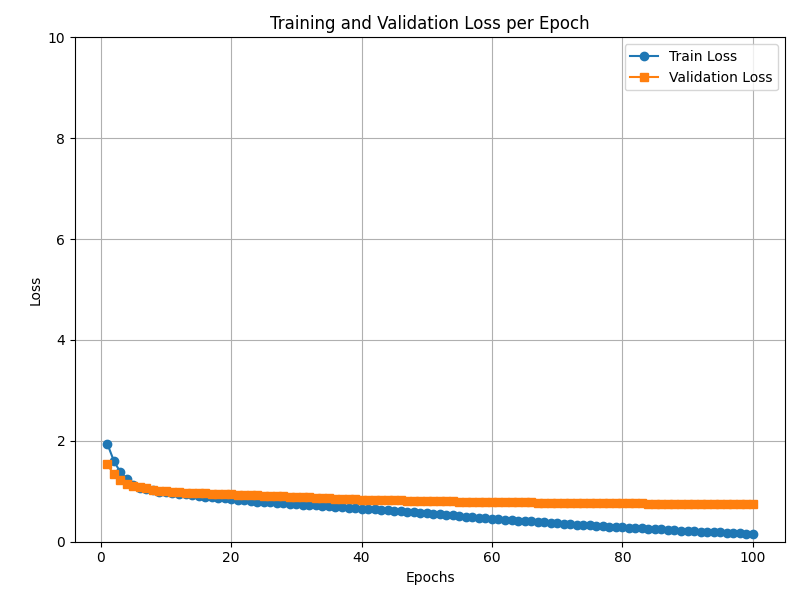 Training and Validation Loss per Epoch
Train Loss
Validation Loss
10
8
6
4
2
0
Loss
0 20 40 60 80 100
Epochs